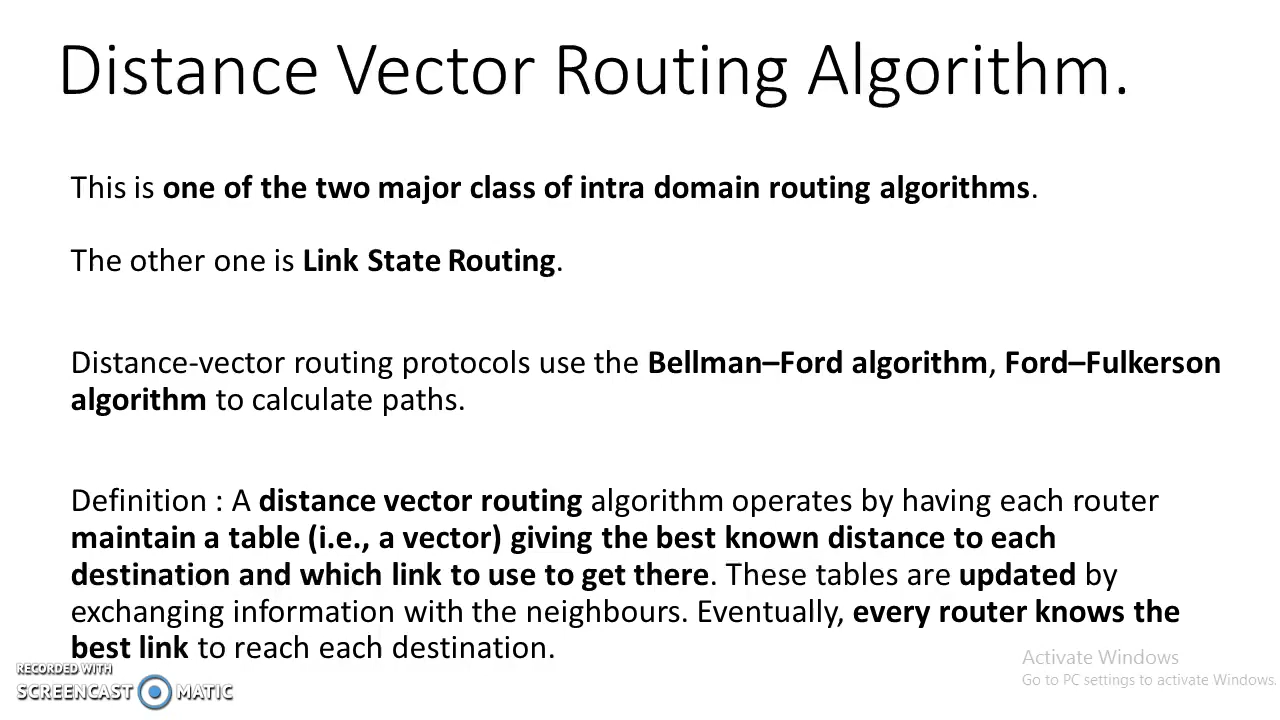 Distance Vector Routing Algorithm.
This is one of the two major class of intra domain routing algorithms.
The other one is Link State Routing.
Distance-vector routing protocols use the Bellman–Ford algorithm, Ford–Fulkerson
algorithm to calculate paths.
Definition : A distance vector routing algorithm operates by having each router
maintain a table (i.e., a vector) giving the best known distance to each
destination and which link to use to get there. These tables are updated by
exchanging information with the neighbours. Eventually, every router knows the
best link to reach each destination.
RECORDED WITH
SCREENCAST MATIC
Activate Windows
Go to PC settings to activate Windows.